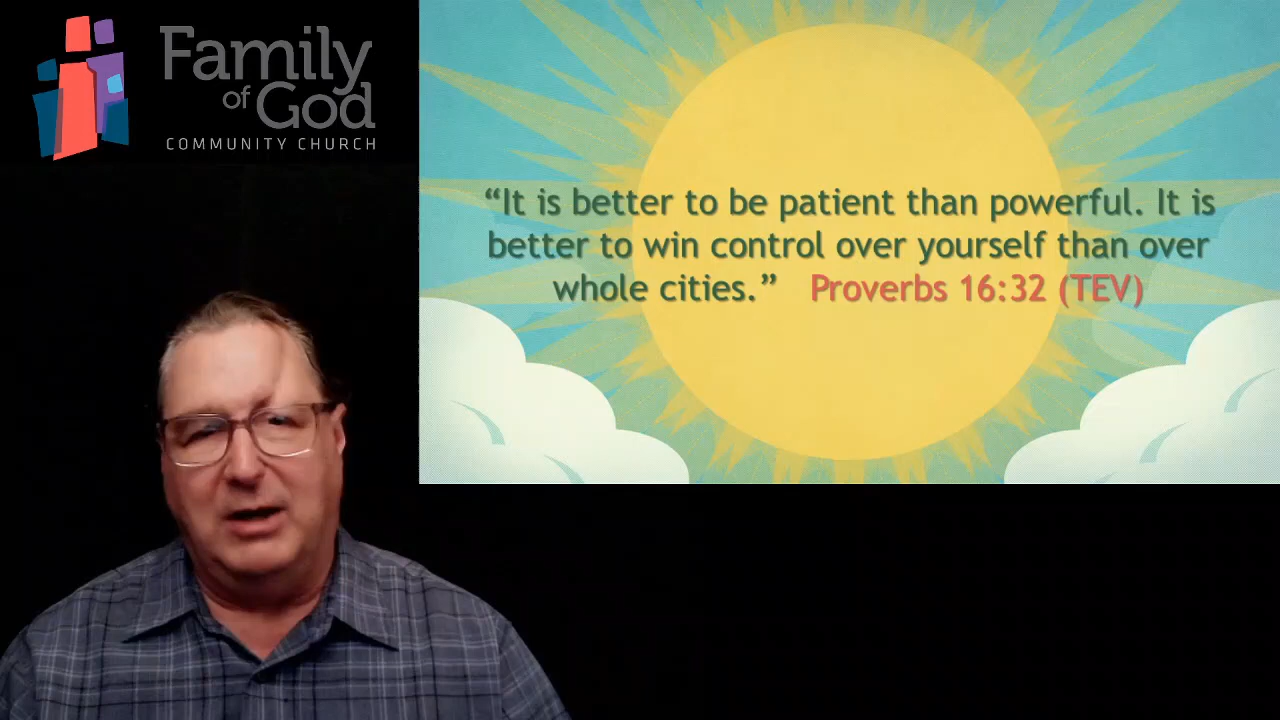 Family
of God
COMMUNITY CHURCH
“It is better to be patient than powerful. It is
better to win control over yourself than over
whole cities.” Proverbs 16:32 (TEV)